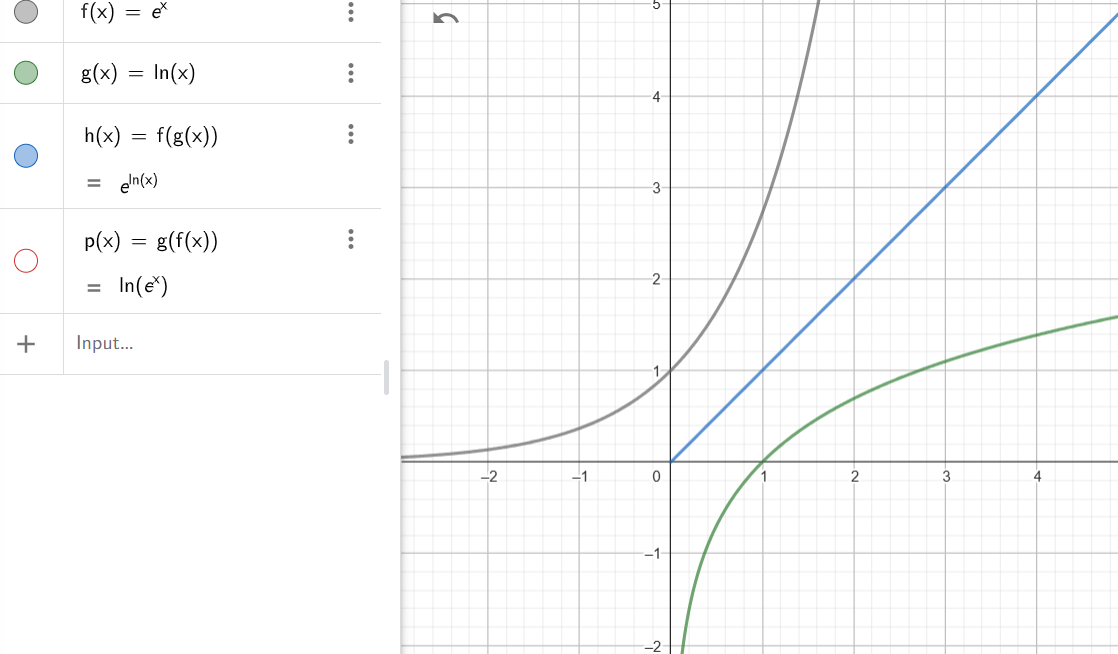 f(x) = eˣ
g(x) = ln(x)
h(x) = f(g(x))
= e^ln(x)
p(x) = g(f(x))
= ln(eˣ)
+ Input...
5
4
3
2
1
–2 –1 0 1 2 3 4
–1
–2